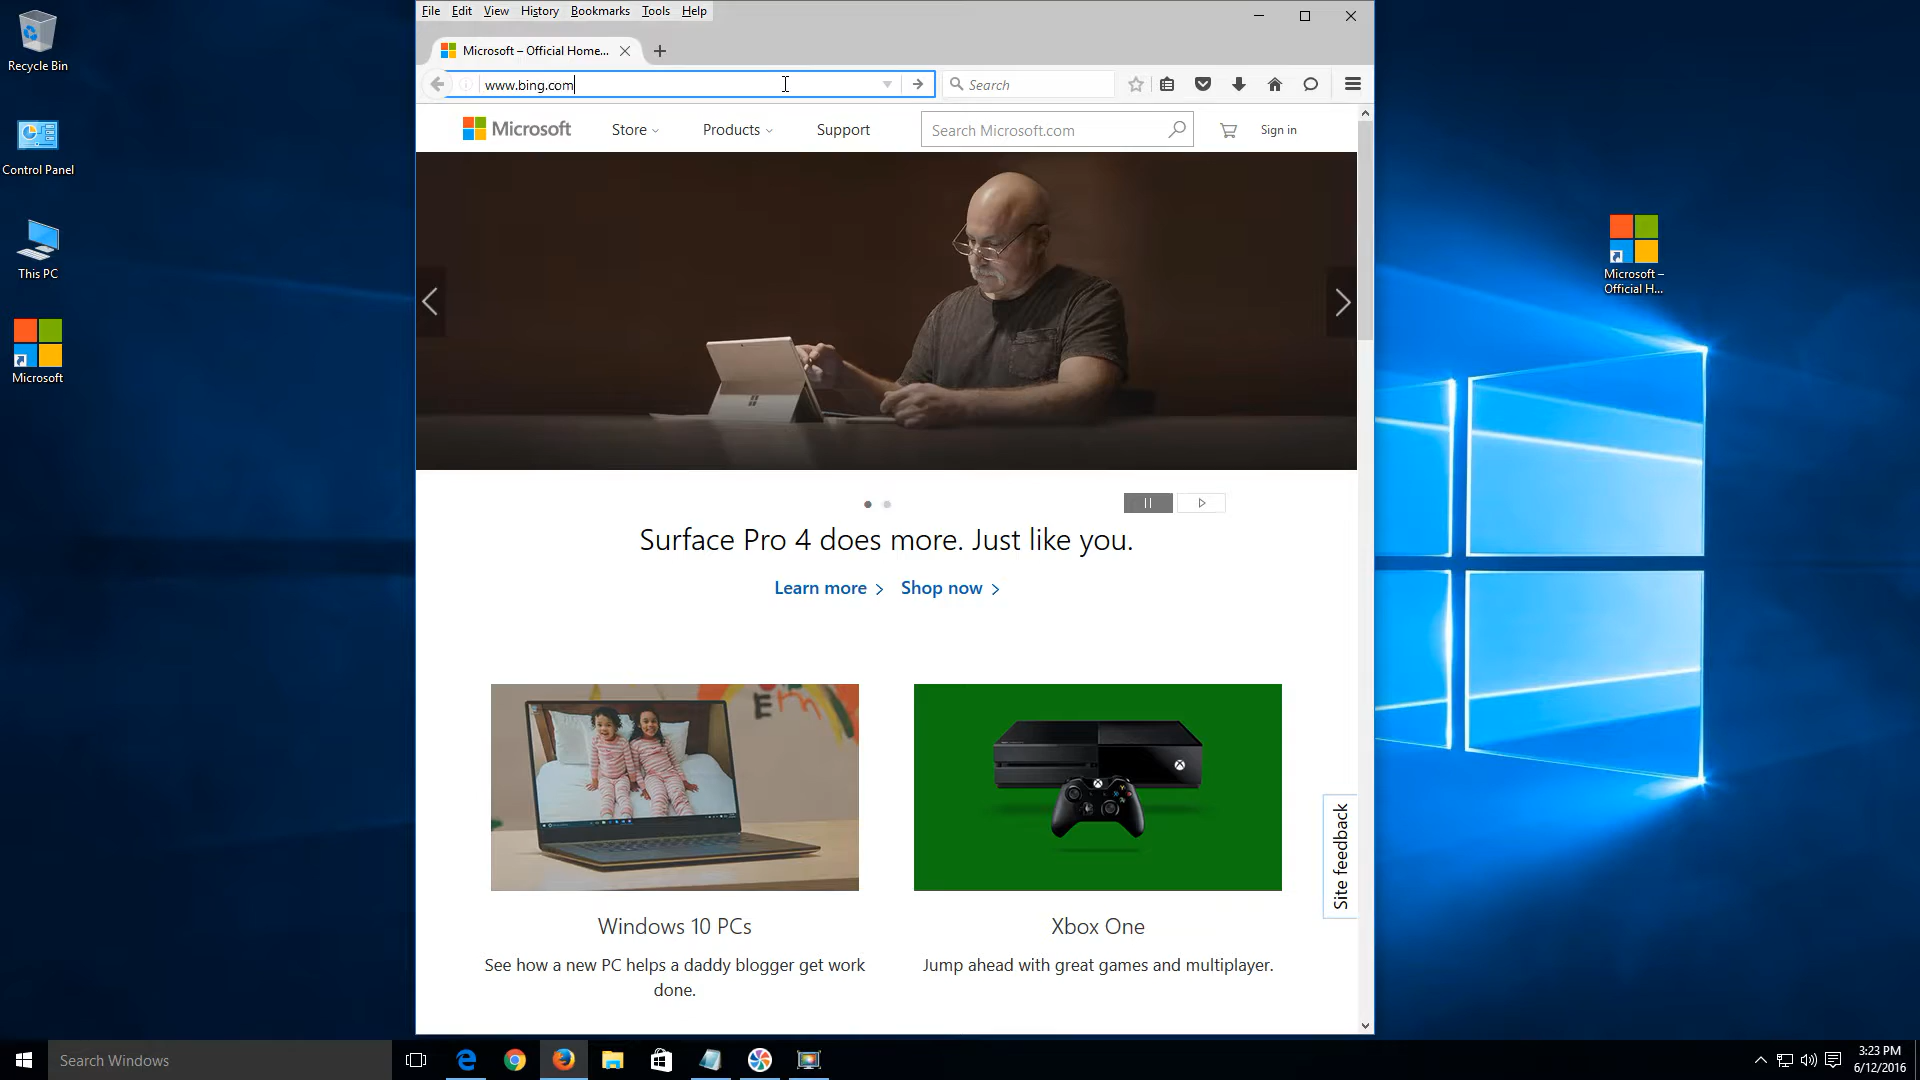 File Edit View History Bookmarks Tools Help
Recycle Bin
Microsoft – Official Home...
www.bing.com
Search
Microsoft
Store
Products
Support
Search Microsoft.com
Sign in
Control Panel
This PC
Microsoft –
Official H...
Microsoft
Surface Pro 4 does more. Just like you.
Learn more
Shop now
Windows 10 PCs
See how a new PC helps a daddy blogger get work
done.
Xbox One
Jump ahead with great games and multiplayer.
Site feedback
Search Windows
3:23 PM
6/12/2016